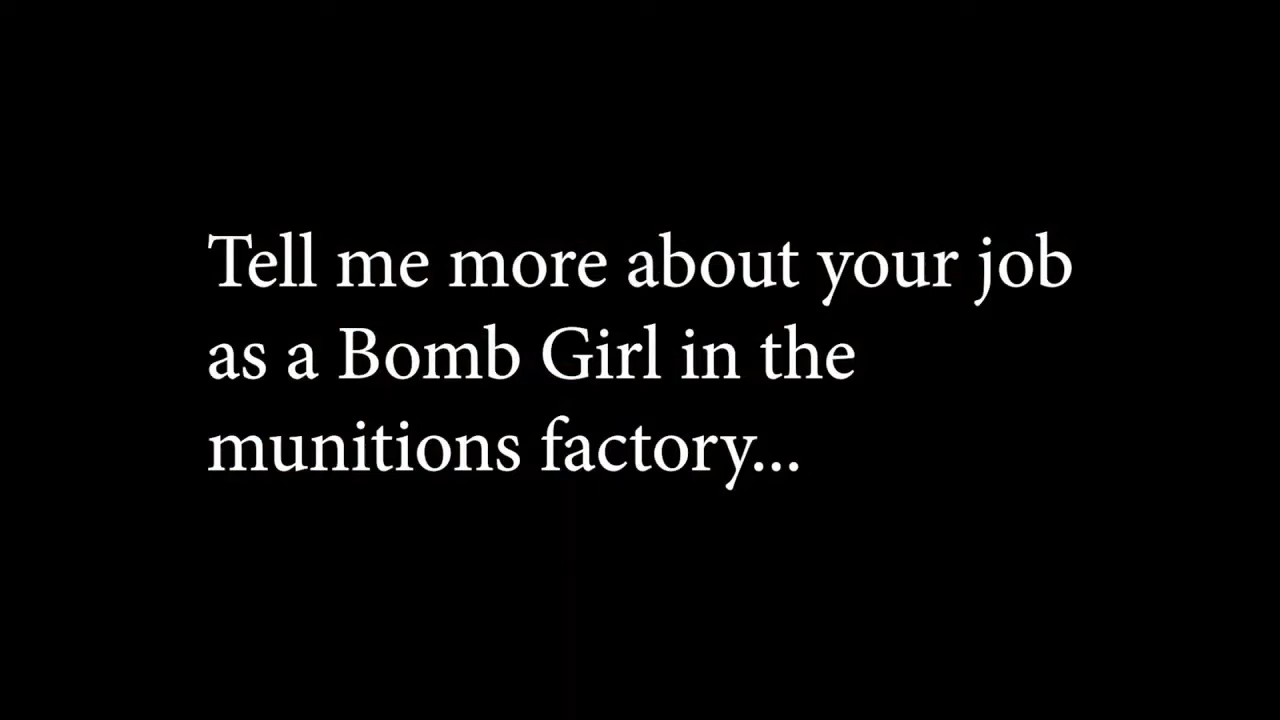 Tell me more about your job
as a Bomb Girl in the
munitions factory...